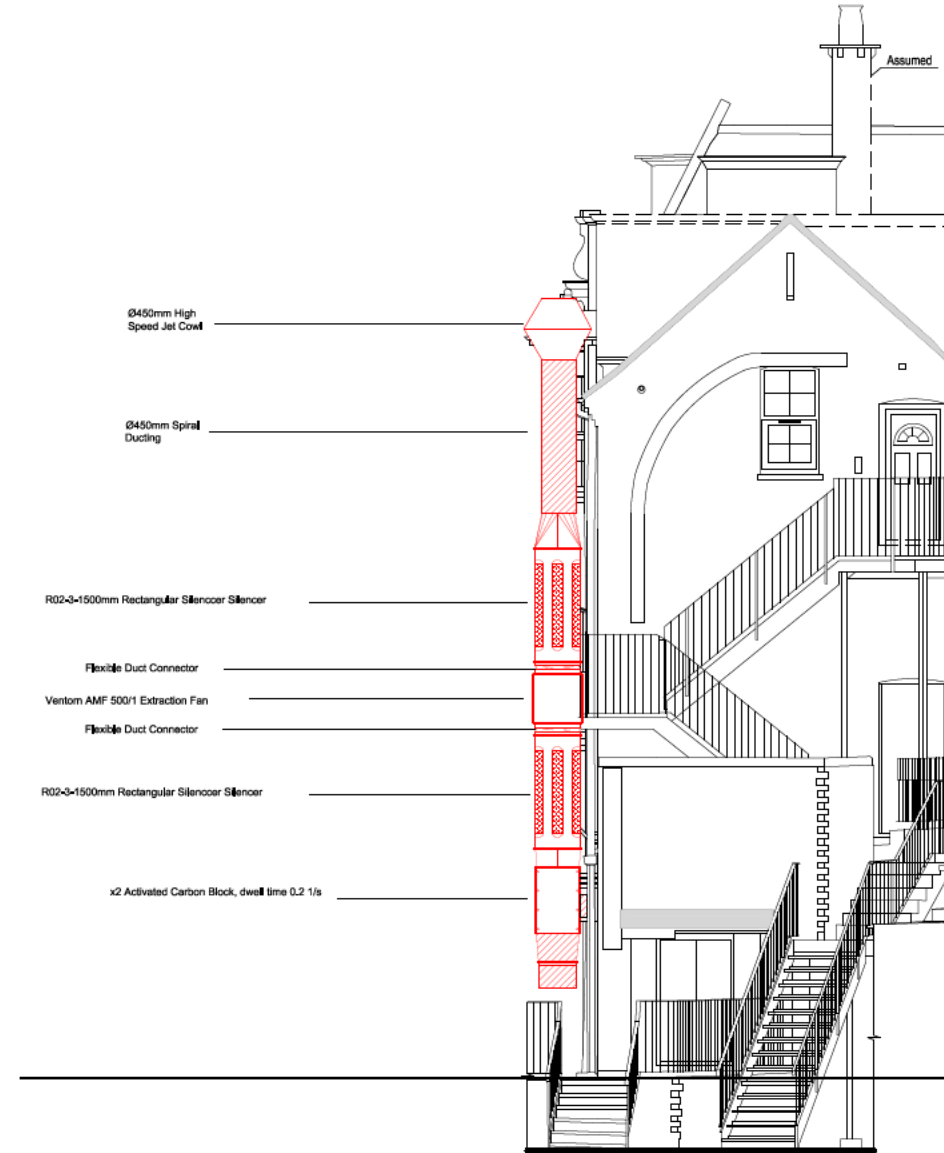 Assumed
Ø450mm High
Speed Jet Cowl
Ø450mm Spiral
Ducting
R02-3-1500mm Rectangular Silenccer Silencer
Flexible Duct Connector
Ventom AMF 500/1 Extraction Fan
Flexible Duct Connector
R02-3-1500mm Rectangular Silenccer Silencer
x2 Activated Carbon Block, dwell time 0.2 1/s